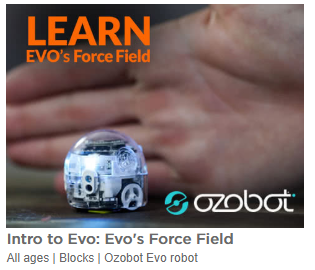 LEARN
EVO's Force Field
ozobot
Intro to Evo: Evo's Force Field
All ages | Blocks | Ozobot Evo robot